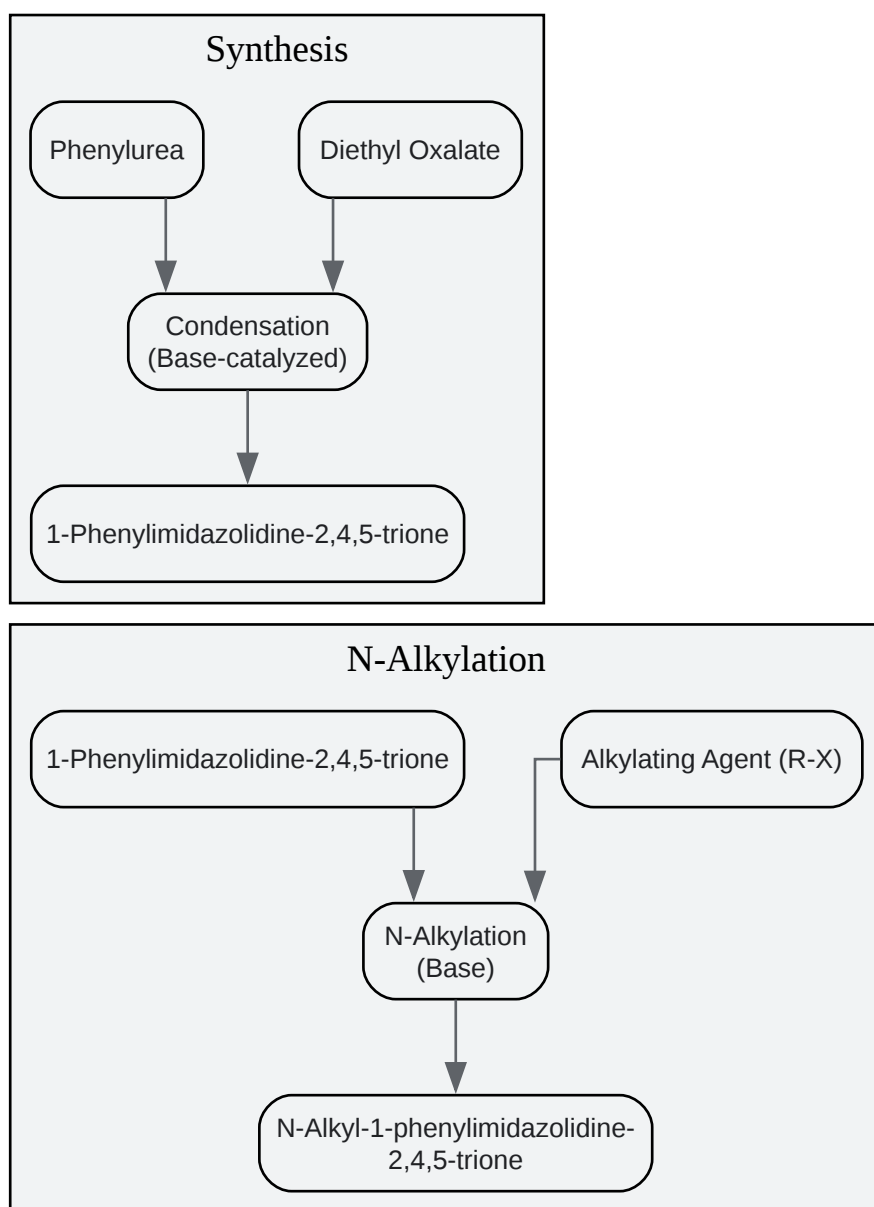 Synthesis
Phenylurea
Diethyl Oxalate
Condensation
(Base-catalyzed)
1-Phenylimidazolidine-2,4,5-trione
N-Alkylation
1-Phenylimidazolidine-2,4,5-trione
Alkylating Agent (R-X)
N-Alkylation
(Base)
N-Alkyl-1-phenylimidazolidine-
2,4,5-trione